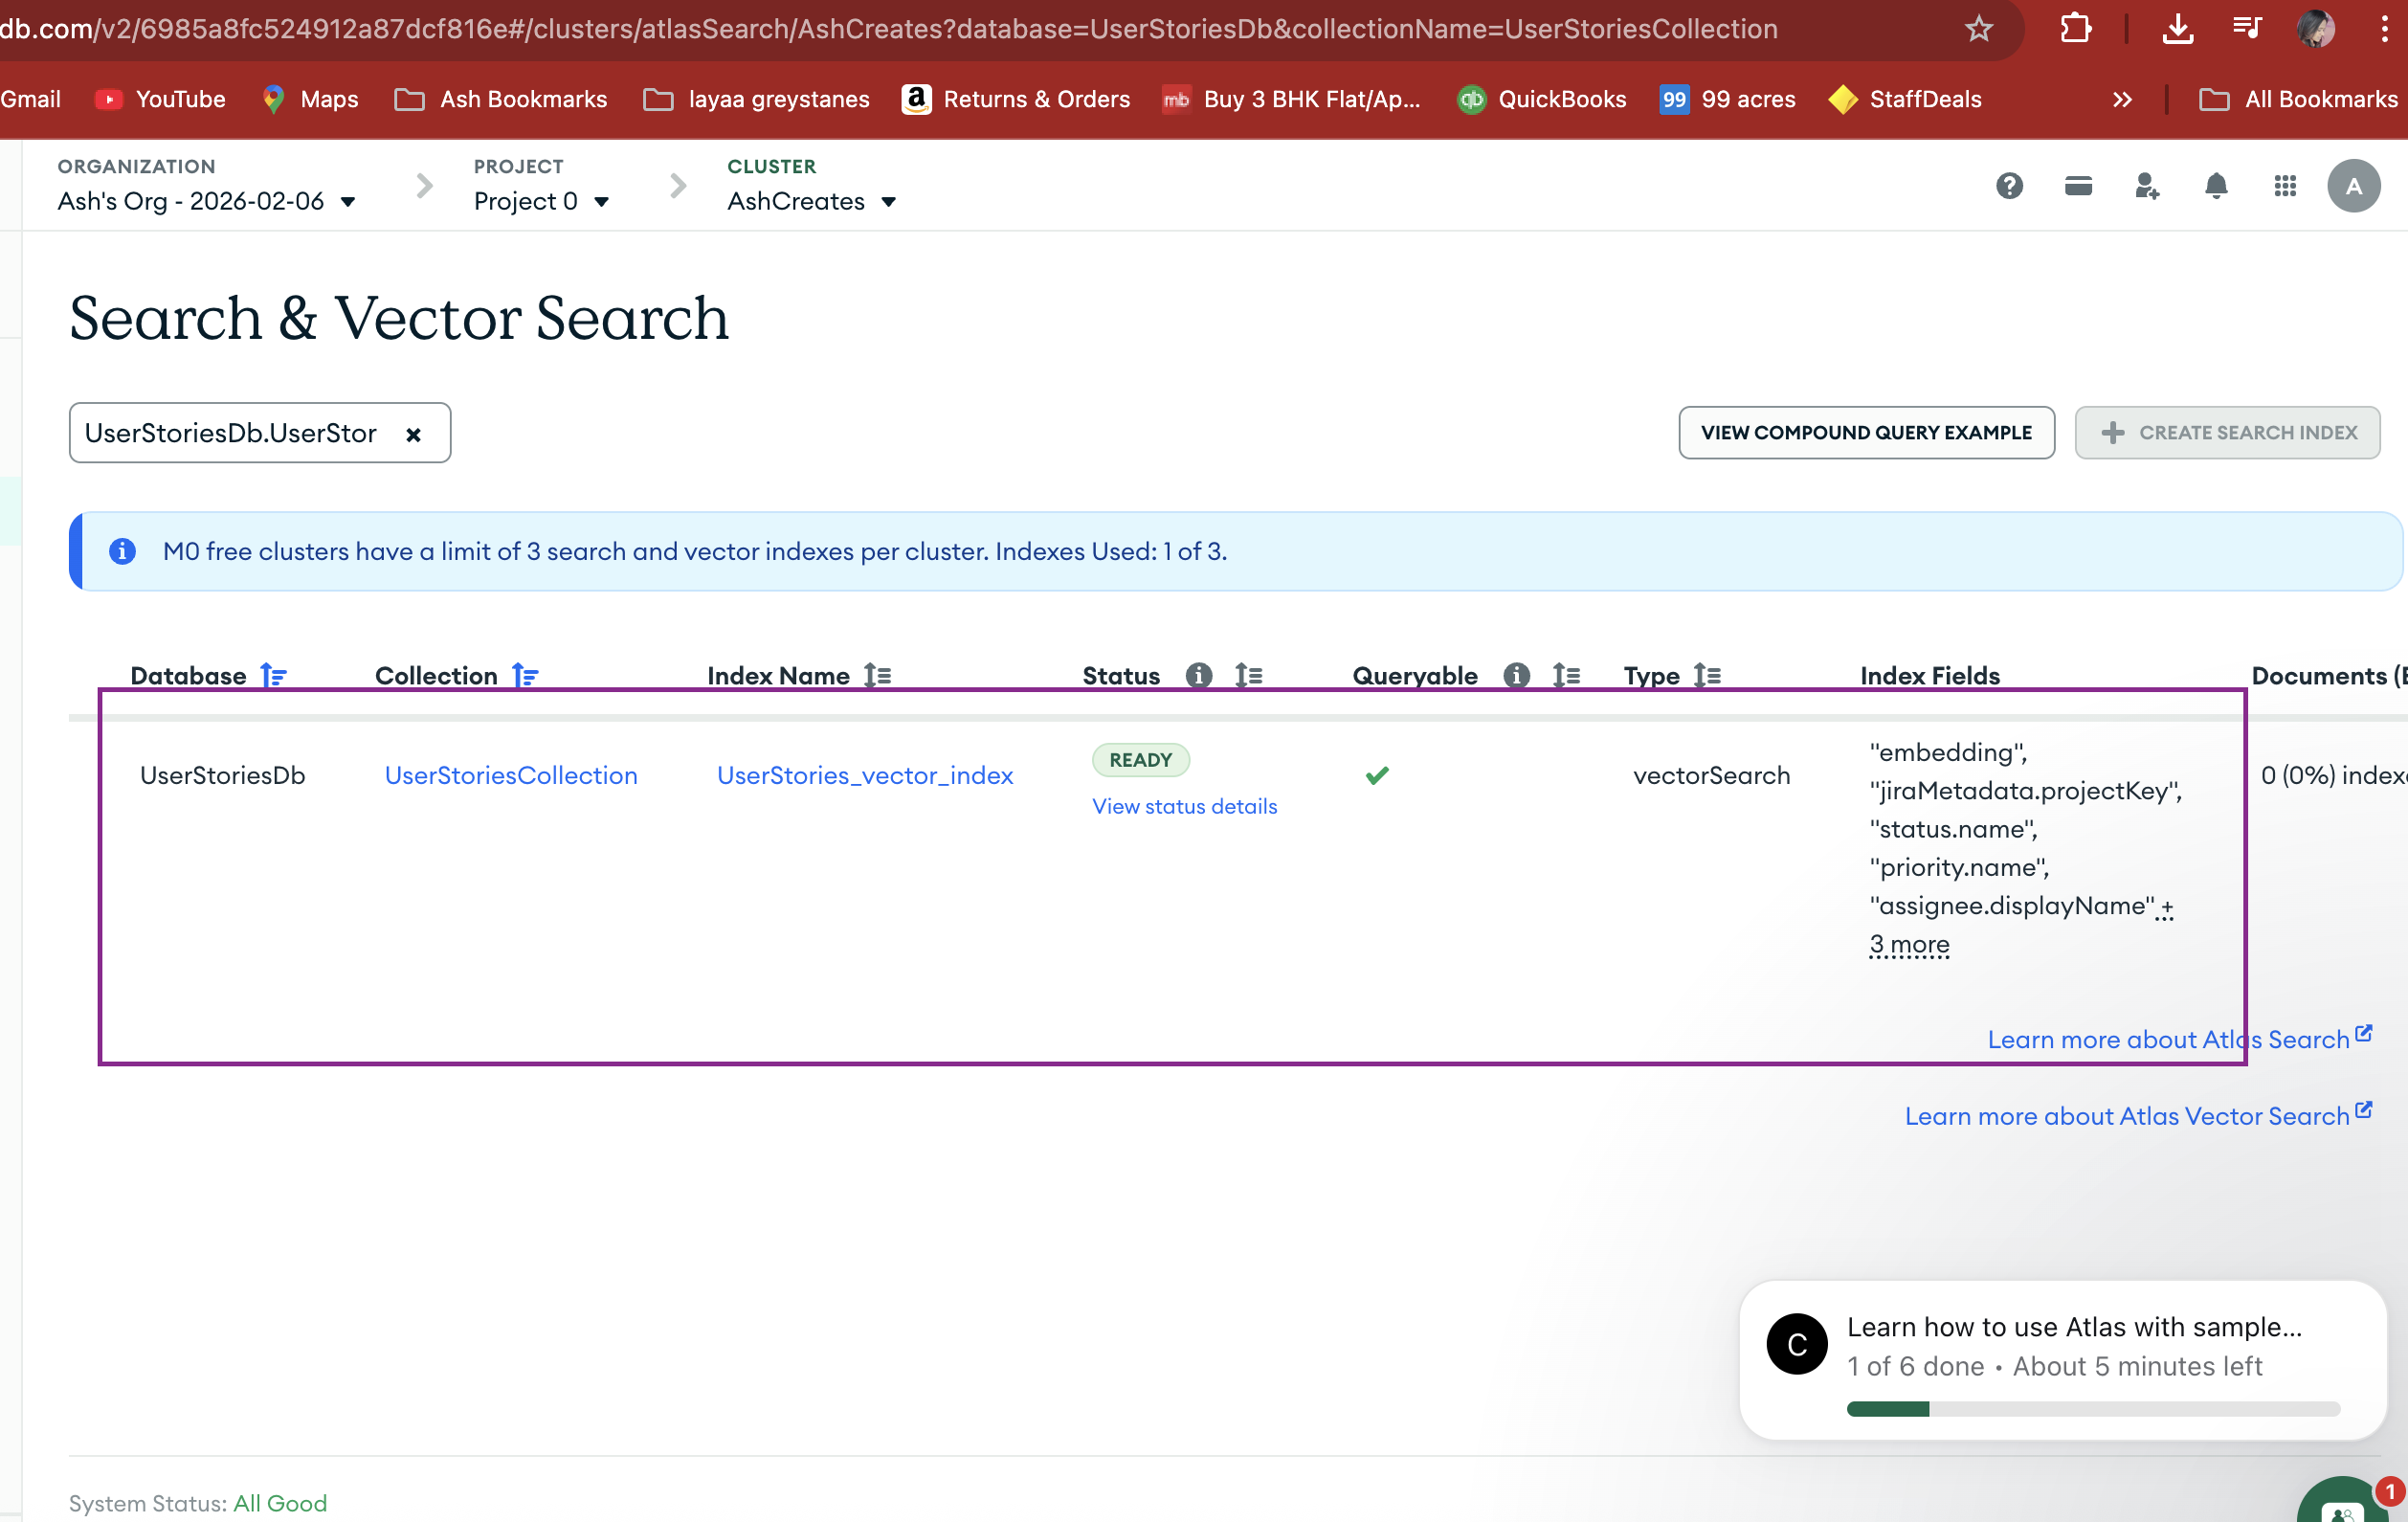 db.com/v2/6985a8fc524912a87dcf816e#/clusters/atlasSearch/AshCreates?database=UserStoriesDb&collectionName=UserStoriesCollection
Gmail YouTube Maps Ash Bookmarks layaa greystanes a Returns & Orders mb Buy 3 BHK Flat/Ap... qb QuickBooks 99 99 acres StaffDeals » All Bookmarks
ORGANIZATION PROJECT CLUSTER
Ash's Org - 2026-02-06 Project 0 AshCreates A
Search & Vector Search
UserStoriesDb.UserStor VIEW COMPOUND QUERY EXAMPLE + CREATE SEARCH INDEX
M0 free clusters have a limit of 3 search and vector indexes per cluster. Indexes Used: 1 of 3.
Database Collection Index Name Status Queryable Type Index Fields Documents (
UserStoriesDb UserStoriesCollection UserStories_vector_index READY vectorSearch "embedding", 0 (0%) index
View status details "jiraMetadata.projectKey",
"status.name",
"priority.name",
"assignee.displayName" +
3 more
Learn more about Atlas Search
Learn more about Atlas Vector Search
C Learn how to use Atlas with sample...
1 of 6 done • About 5 minutes left
System Status: All Good
1